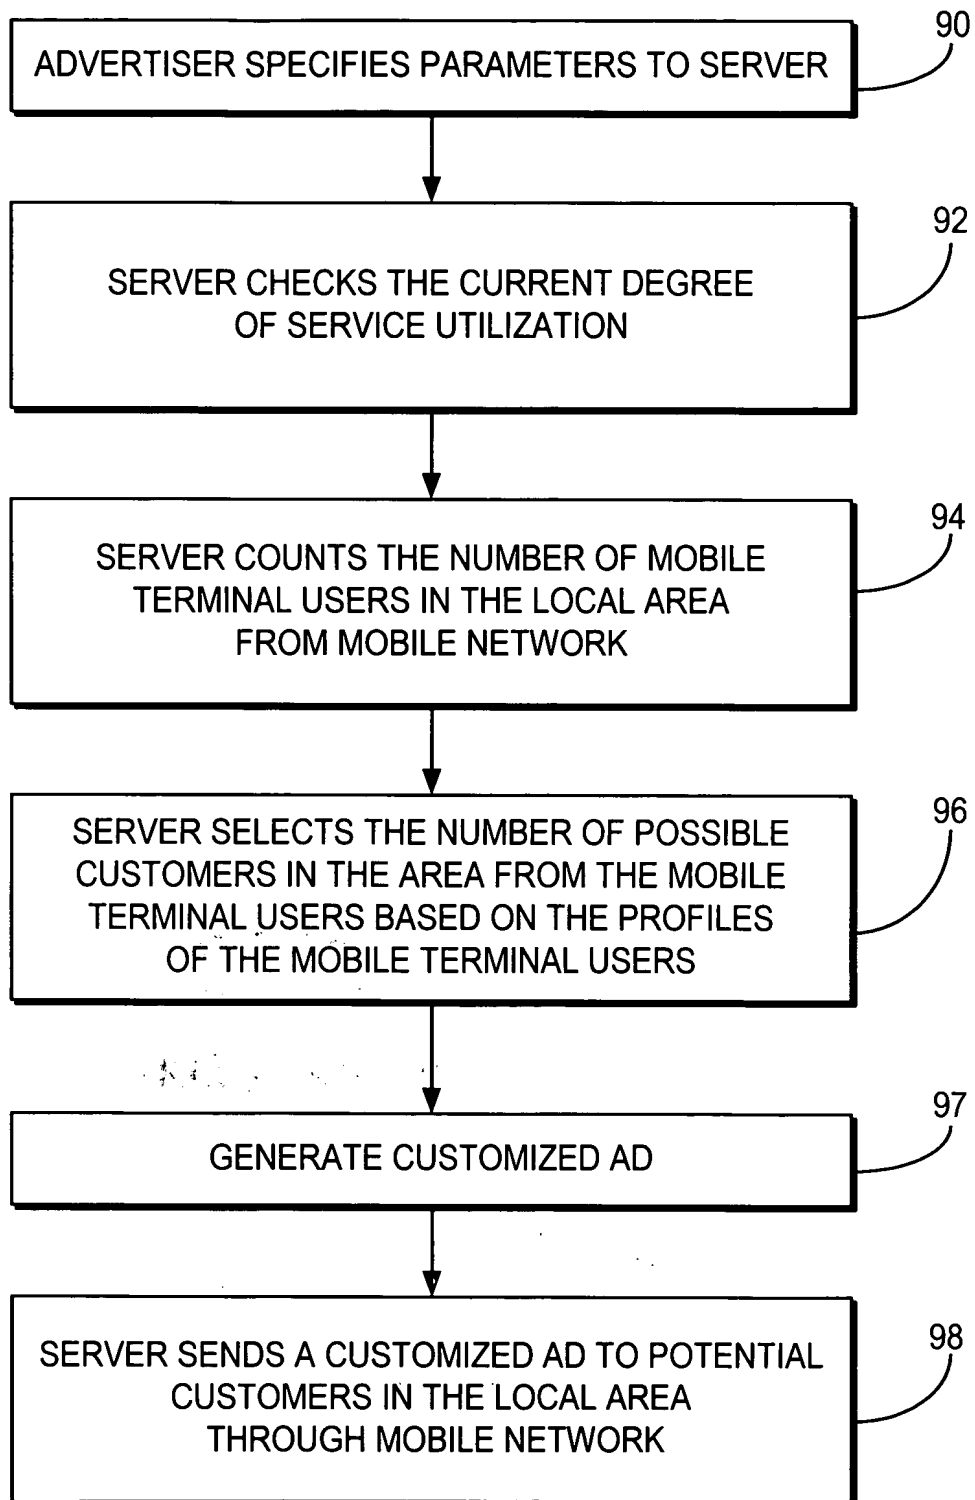 90
ADVERTISER SPECIFIES PARAMETERS TO SERVER
92
SERVER CHECKS THE CURRENT DEGREE
OF SERVICE UTILIZATION
94
SERVER COUNTS THE NUMBER OF MOBILE
TERMINAL USERS IN THE LOCAL AREA
FROM MOBILE NETWORK
96
SERVER SELECTS THE NUMBER OF POSSIBLE
CUSTOMERS IN THE AREA FROM THE MOBILE
TERMINAL USERS BASED ON THE PROFILES
OF THE MOBILE TERMINAL USERS
97
GENERATE CUSTOMIZED AD
98
SERVER SENDS A CUSTOMIZED AD TO POTENTIAL
CUSTOMERS IN THE LOCAL AREA
THROUGH MOBILE NETWORK